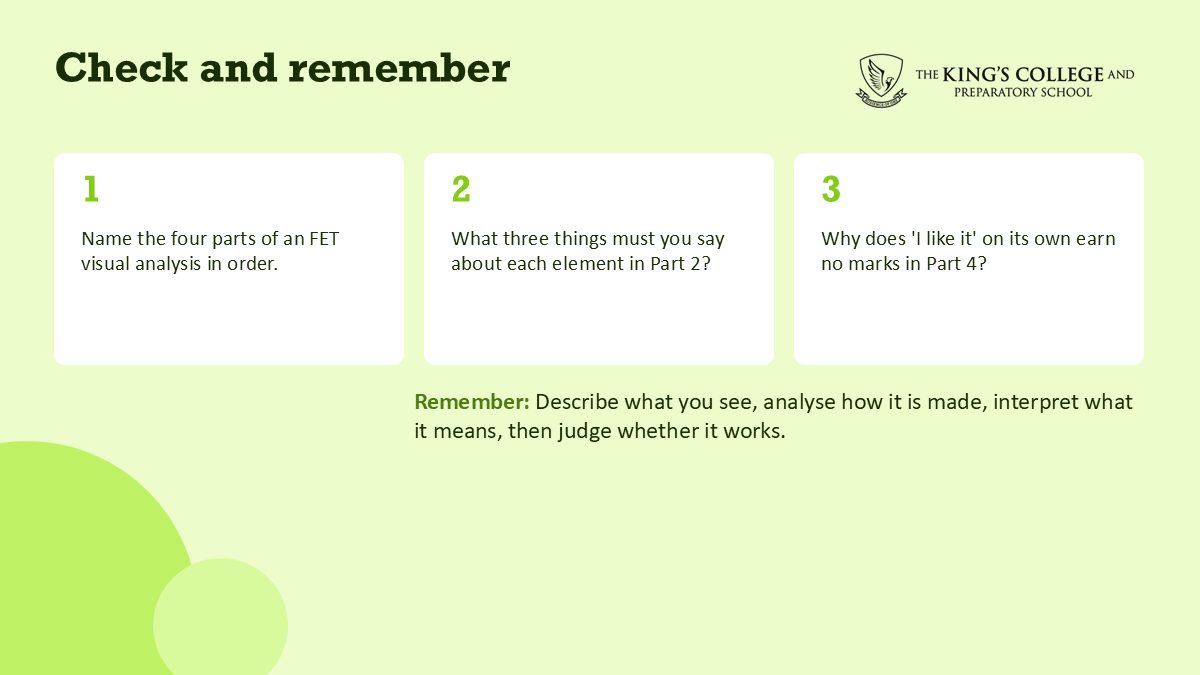 Check and remember
THE KING'S COLLEGE AND
PREPARATORY SCHOOL
1
Name the four parts of an FET
visual analysis in order.
2
What three things must you say
about each element in Part 2?
3
Why does 'I like it' on its own earn
no marks in Part 4?
Remember: Describe what you see, analyse how it is made, interpret what
it means, then judge whether it works.